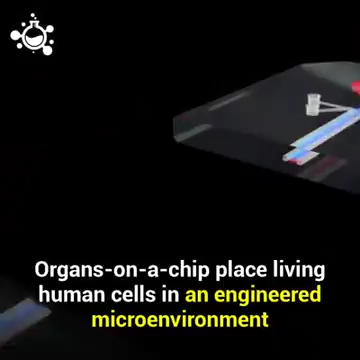 Organs-on-a-chip place living
human cells in an engineered
microenvironment